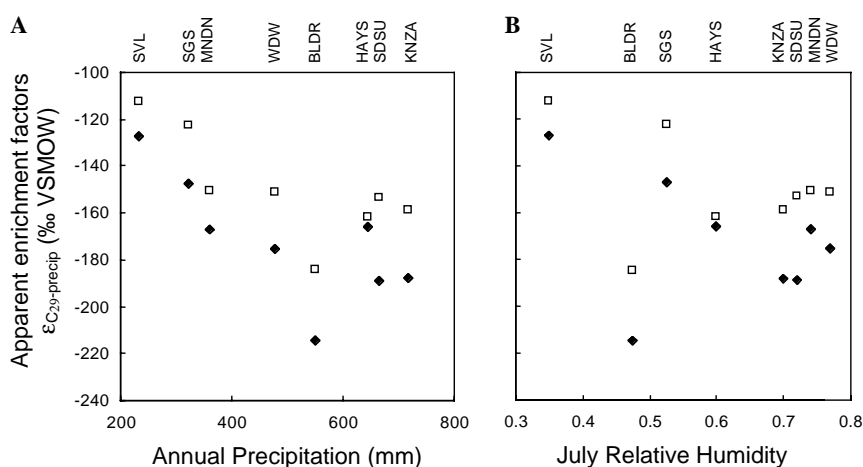 A
SVL
SGS
MNDN
WDW
BLDR
HAYS
SDSU
KNZA
B
SVL
BLDR
SGS
HAYS
KNZA
SDSU
MNDN
WDW
Apparent enrichment factors
εC29-precip (‰ VSMOW)
-100
-120
-140
-160
-180
-200
-220
-240
200 400 600 800
0.3 0.4 0.5 0.6 0.7 0.8
Annual Precipitation (mm)
July Relative Humidity